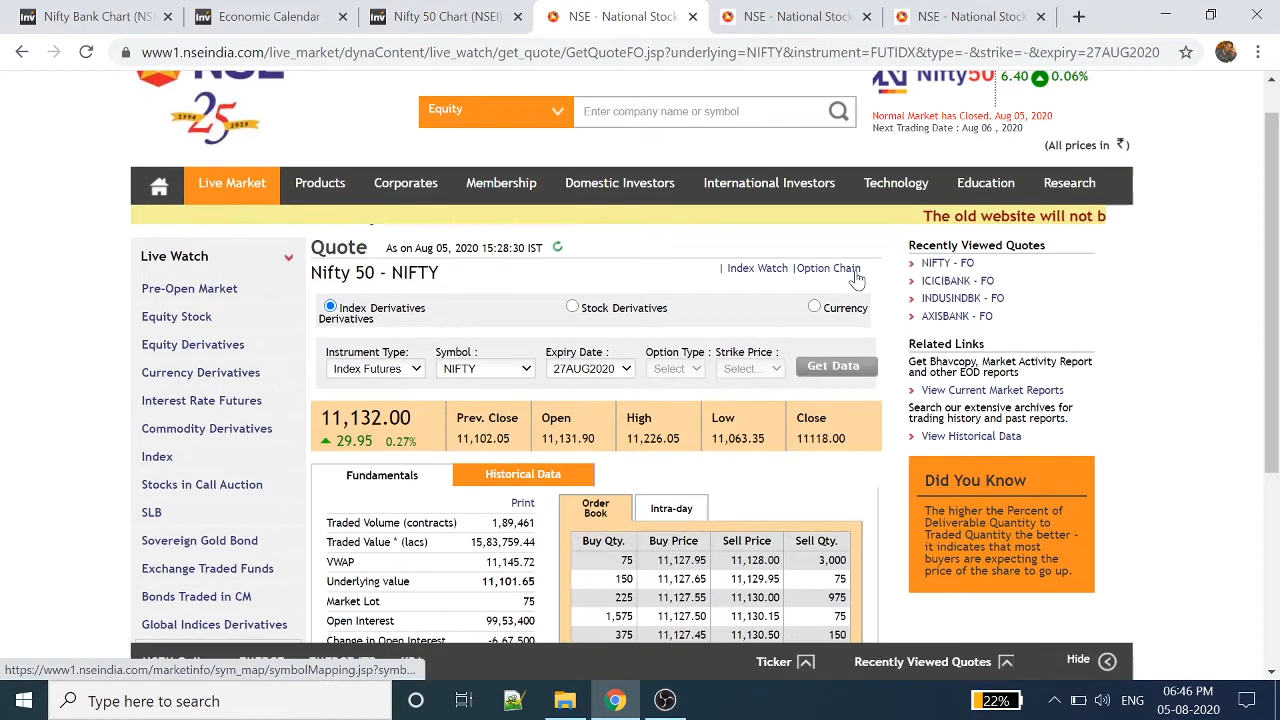 Nifty Bank Chart (NSE
Economic Calendar
Nifty 50 Chart (NSEI)
NSE - National Stock
NSE - National Stock
NSE - National Stock
www1.nseindia.com/live_market/dynaContent/live_watch/get_quote/GetQuoteFO.jsp?underlying=NIFTY&instrument=FUTIDX&type=-&strike=-&expiry=27AUG2020
NSE
25
Equity
Enter company name or symbol
Nifty50
6.40 0.06%
Normal Market has Closed. Aug 05, 2020
Next Trading Date : Aug 06 , 2020
(All prices in ₹ )
Live Market Products Corporates Membership Domestic Investors International Investors Technology Education Research
The old website will not b
Live Watch
Pre-Open Market
Equity Stock
Equity Derivatives
Currency Derivatives
Interest Rate Futures
Commodity Derivatives
Index
Stocks in Call Auction
SLB
Sovereign Gold Bond
Exchange Traded Funds
Bonds Traded in CM
Global Indices Derivatives
Quote As on Aug 05, 2020 15:28:30 IST
Nifty 50 - NIFTY
| Index Watch |Option Chain
Index Derivatives Stock Derivatives Currency
Derivatives
Instrument Type: Symbol : Expiry Date : Option Type : Strike Price :
Index Futures NIFTY 27AUG2020 Select Select... Get Data
11,132.00 Prev. Close Open High Low Close
29.95 0.27% 11,102.05 11,131.90 11,226.05 11,063.35 11118.00
Fundamentals Historical Data
Print
Traded Volume (contracts) 1,89,461
Traded Value * (lacs) 15,83,759.44
VWAP 11,145.72
Underlying value 11,101.65
Market Lot 75
Open Interest 99,53,400
Change in Open Interest -6,67,500
Order
Book
Intra-day
Buy Qty. Buy Price Sell Price Sell Qty.
75 11,127.95 11,128.00 3,000
150 11,127.65 11,129.95 75
225 11,127.55 11,130.00 975
1,575 11,127.50 11,130.15 75
375 11,127.45 11,130.50 150
Recently Viewed Quotes
NIFTY - FO
ICICIBANK - FO
INDUSINDBK - FO
AXISBANK - FO
Related Links
Get Bhavcopy, Market Activity Report
and other EOD reports
View Current Market Reports
Search our extensive archives for
trading history and past reports.
View Historical Data
Did You Know
The higher the Percent of
Deliverable Quantity to
Traded Quantity the better -
it indicates that most
buyers are expecting the
price of the share to go up.
Ticker Recently Viewed Quotes Hide
https://www1.nseindia.com/marketinfo/sym_map/symbolMapping.jsp?symb...
Type here to search
22%
ENG
06:46 PM
05-08-2020